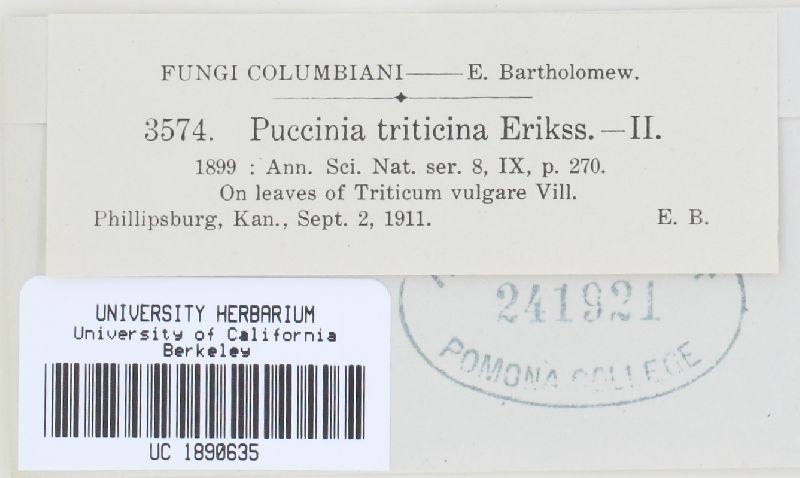 FUNGI COLUMBIANI—— E. Bartholomew.
3574. Puccinia triticina Erikss.—II.
1899 : Ann. Sci. Nat. ser. 8, IX, p. 270.
On leaves of Triticum vulgare Vill.
Phillipsburg, Kan., Sept. 2, 1911. E. B.
241921
POMONA COLLEGE
UNIVERSITY HERBARIUM
University of California
Berkeley
UC 1890635